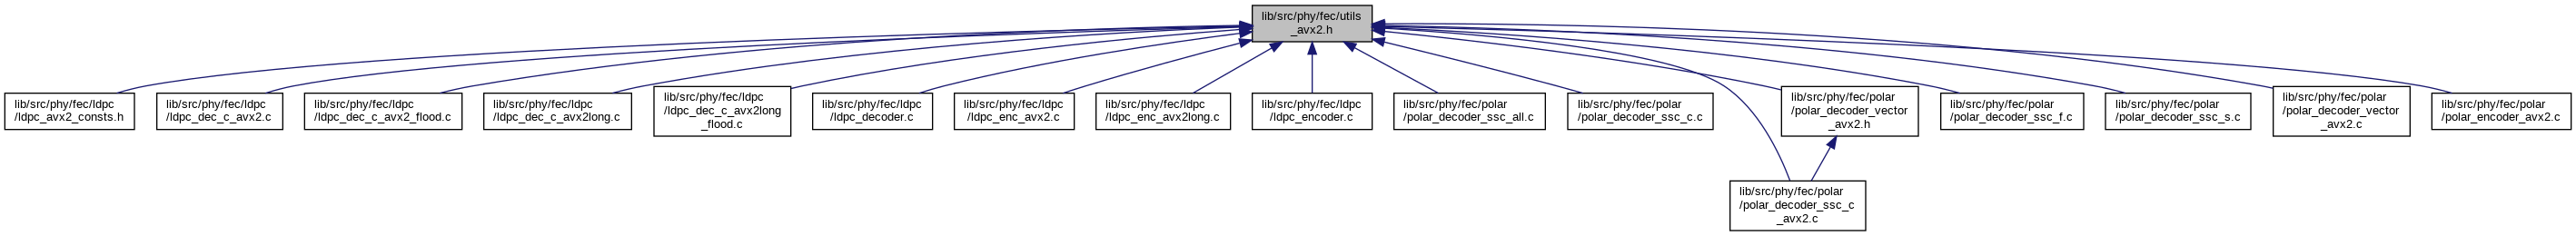 lib/src/phy/fec/utils
_avx2.h
lib/src/phy/fec/ldpc
/ldpc_avx2_consts.h
lib/src/phy/fec/ldpc
/ldpc_dec_c_avx2.c
lib/src/phy/fec/ldpc
/ldpc_dec_c_avx2_flood.c
lib/src/phy/fec/ldpc
/ldpc_dec_c_avx2long.c
lib/src/phy/fec/ldpc
/ldpc_dec_c_avx2long
_flood.c
lib/src/phy/fec/ldpc
/ldpc_decoder.c
lib/src/phy/fec/ldpc
/ldpc_enc_avx2.c
lib/src/phy/fec/ldpc
/ldpc_enc_avx2long.c
lib/src/phy/fec/ldpc
/ldpc_encoder.c
lib/src/phy/fec/polar
/polar_decoder_ssc_all.c
lib/src/phy/fec/polar
/polar_decoder_ssc_c.c
lib/src/phy/fec/polar
/polar_decoder_vector
_avx2.h
lib/src/phy/fec/polar
/polar_decoder_ssc_f.c
lib/src/phy/fec/polar
/polar_decoder_ssc_s.c
lib/src/phy/fec/polar
/polar_decoder_vector
_avx2.c
lib/src/phy/fec/polar
/polar_encoder_avx2.c
lib/src/phy/fec/polar
/polar_decoder_ssc_c
_avx2.c